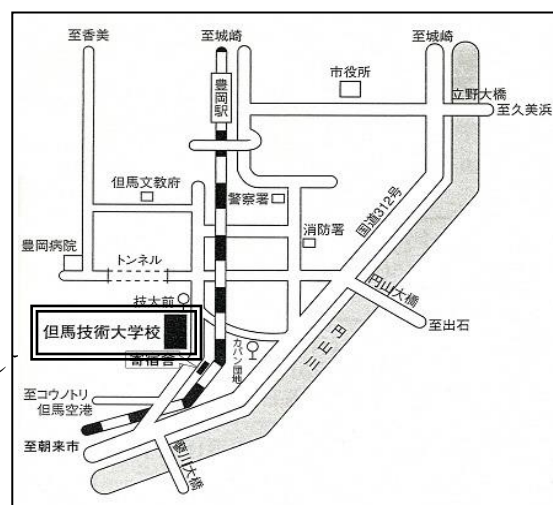 至香美
至城崎
至城崎
市役所
立野大橋
至久美浜
豊岡駅
但馬文教府
警察署
国道312号
消防署
豊岡病院
トンネル
技大前
円山大橋
至出石
但馬技術大学校
カバン団地
円山川
寄宿舎
至コウノトリ
但馬空港
至朝来市
蓼川大橋